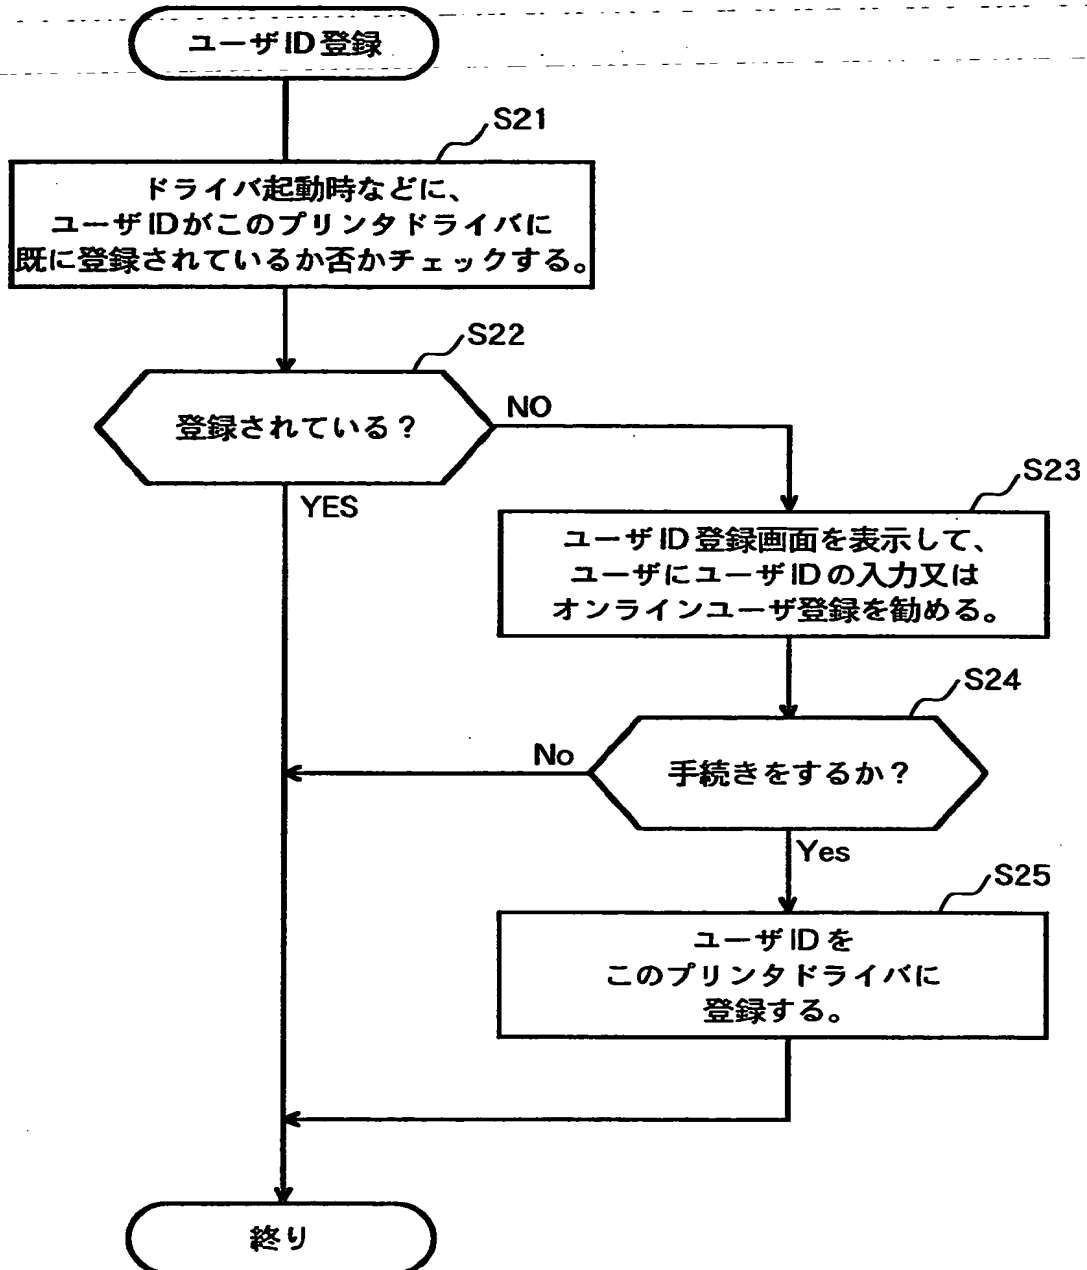 ユーザID登録
S21
ドライバ起動時などに、
ユーザIDがこのプリンタドライバに
既に登録されているか否かチェックする。
S22
登録されている?
NO
YES
S23
ユーザID登録画面を表示して、
ユーザにユーザIDの入力又は
オンラインユーザ登録を勧める。
S24
手続きをするか?
No
Yes
S25
ユーザIDを
このプリンタドライバに
登録する。
終り